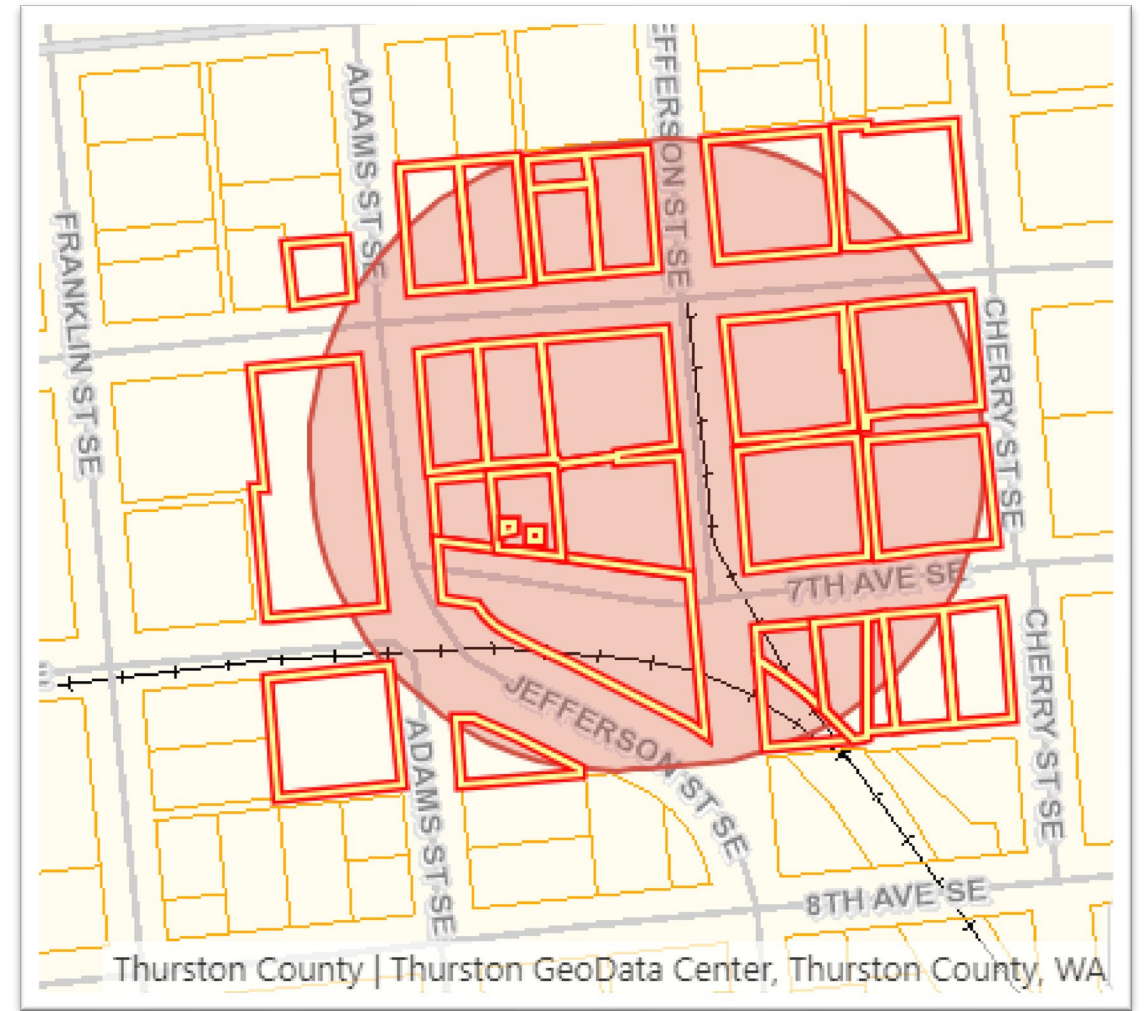 ADAMS ST SE
EFFERSON ST SE
FRANKLIN ST SE
CHERRY ST SE
7TH AVE SE
CHERRY ST SE
JEFFERSON ST SE
ADAMS ST SE
8TH AVE SE
Thurston County | Thurston GeoData Center, Thurston County, WA